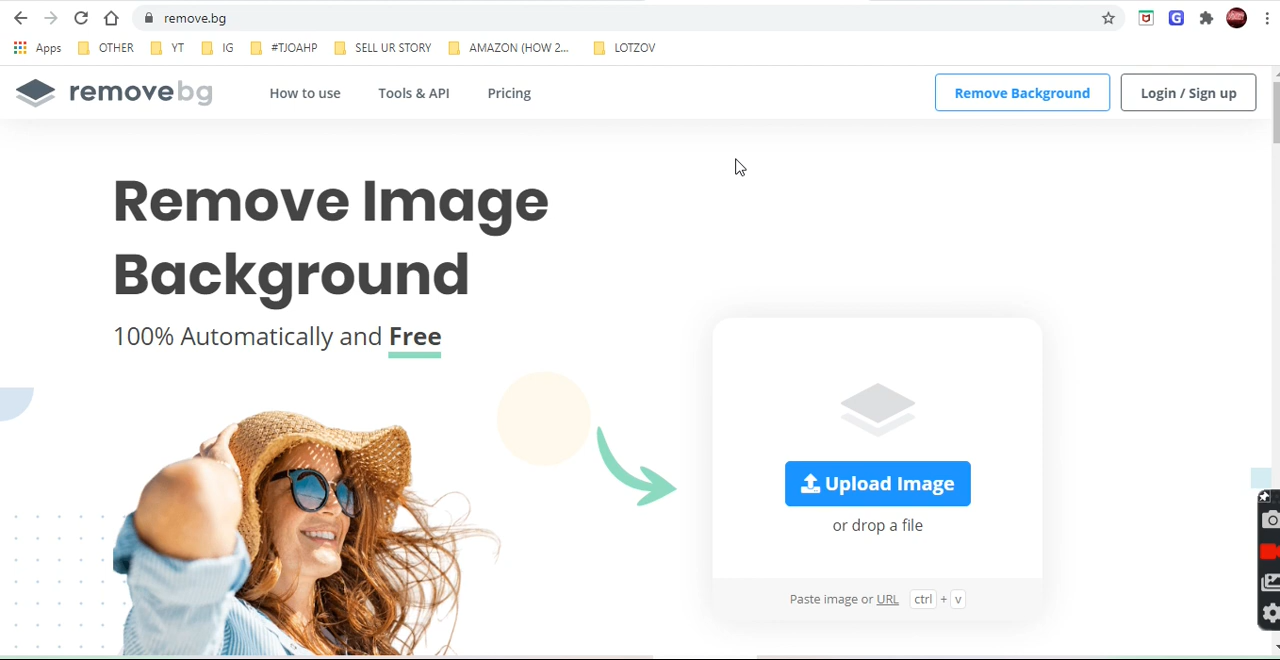 remove.bg
Apps OTHER YT IG #TJOAHP SELL UR STORY AMAZON (HOW 2... LOTZOV
removebg How to use Tools & API Pricing Remove Background Login / Sign up
Remove Image
Background
100% Automatically and Free
Upload Image
or drop a file
Paste image or URL ctrl + v